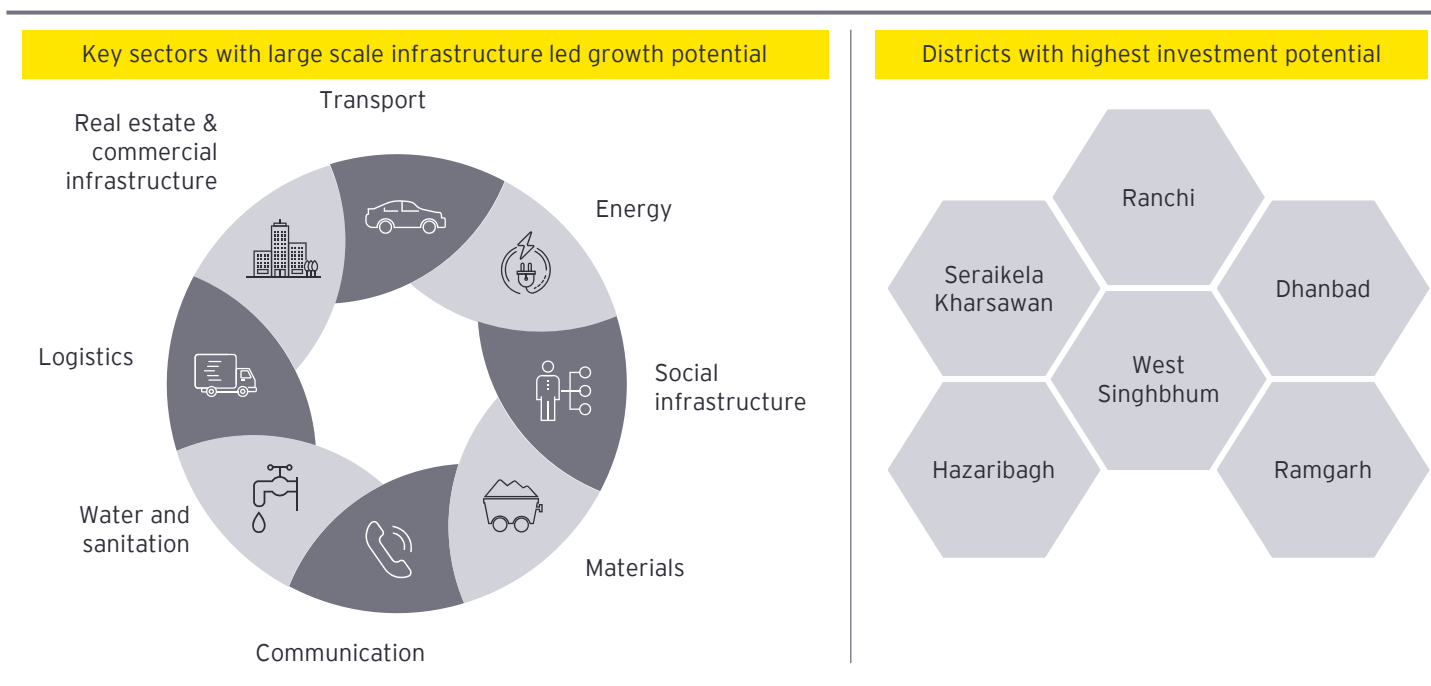 Key sectors with large scale infrastructure led growth potential
Transport
Real estate &
commercial
infrastructure
Energy
Logistics
Social
infrastructure
Water and
sanitation
Materials
Communication
Districts with highest investment potential
Ranchi
Seraikela
Kharsawan
Dhanbad
West
Singhbhum
Hazaribagh
Ramgarh